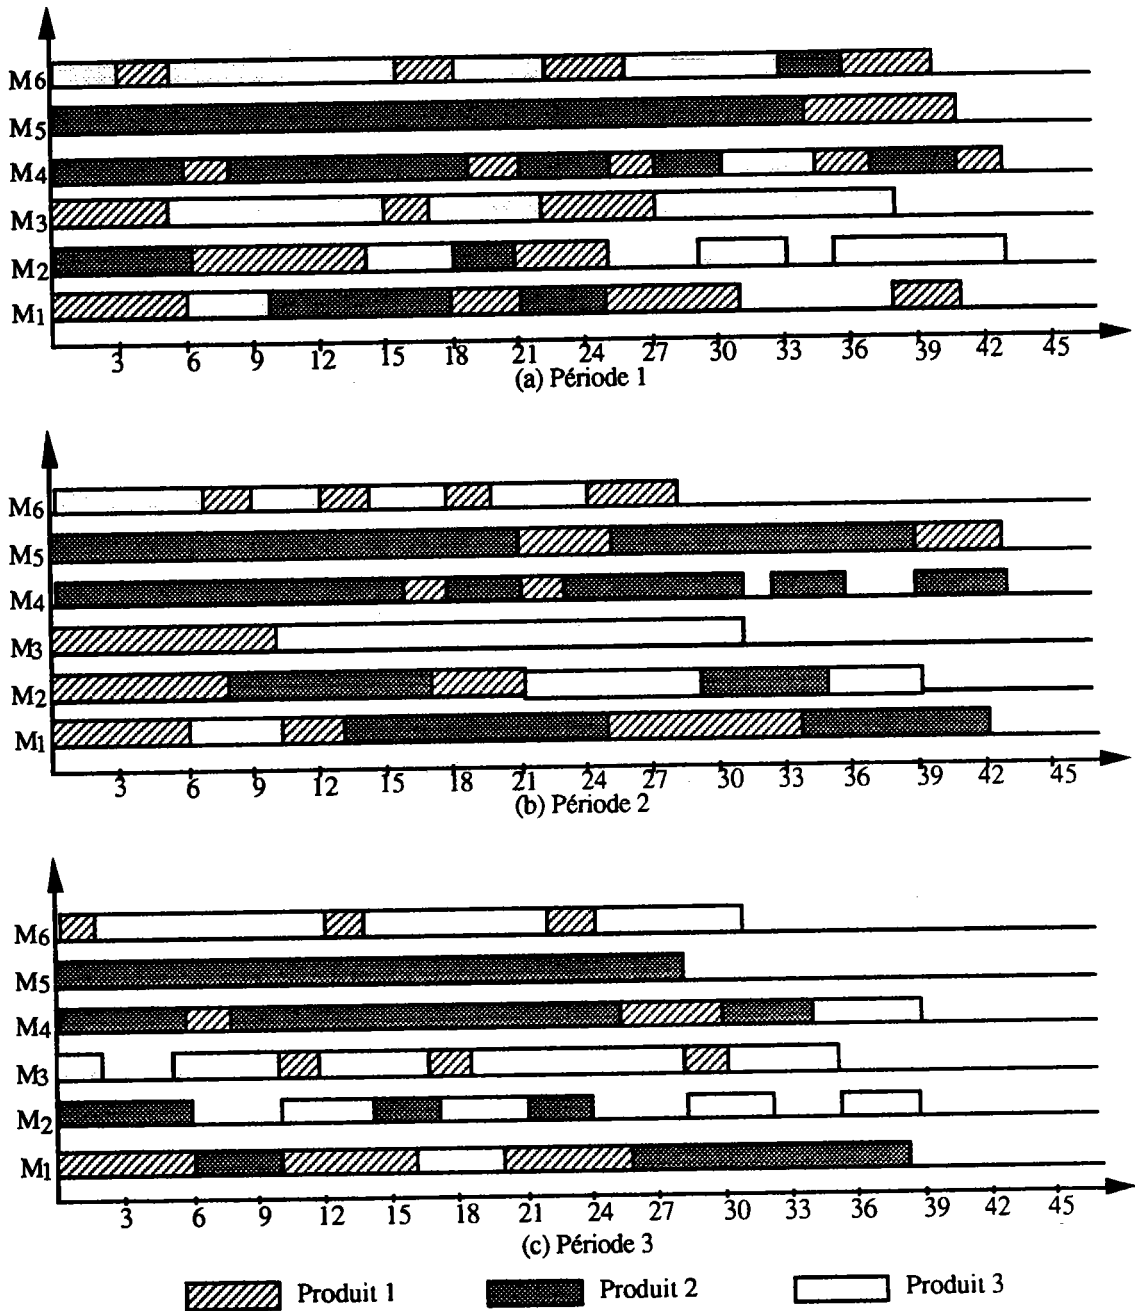 M6
M5
M4
M3
M2
M1
3 6 9 12 15 18 21 24 27 30 33 36 39 42 45
(a) Période 1
M6
M5
M4
M3
M2
M1
3 6 9 12 15 18 21 24 27 30 33 36 39 42 45
(b) Période 2
M6
M5
M4
M3
M2
M1
3 6 9 12 15 18 21 24 27 30 33 36 39 42 45
(c) Période 3
Produit 1 Produit 2 Produit 3